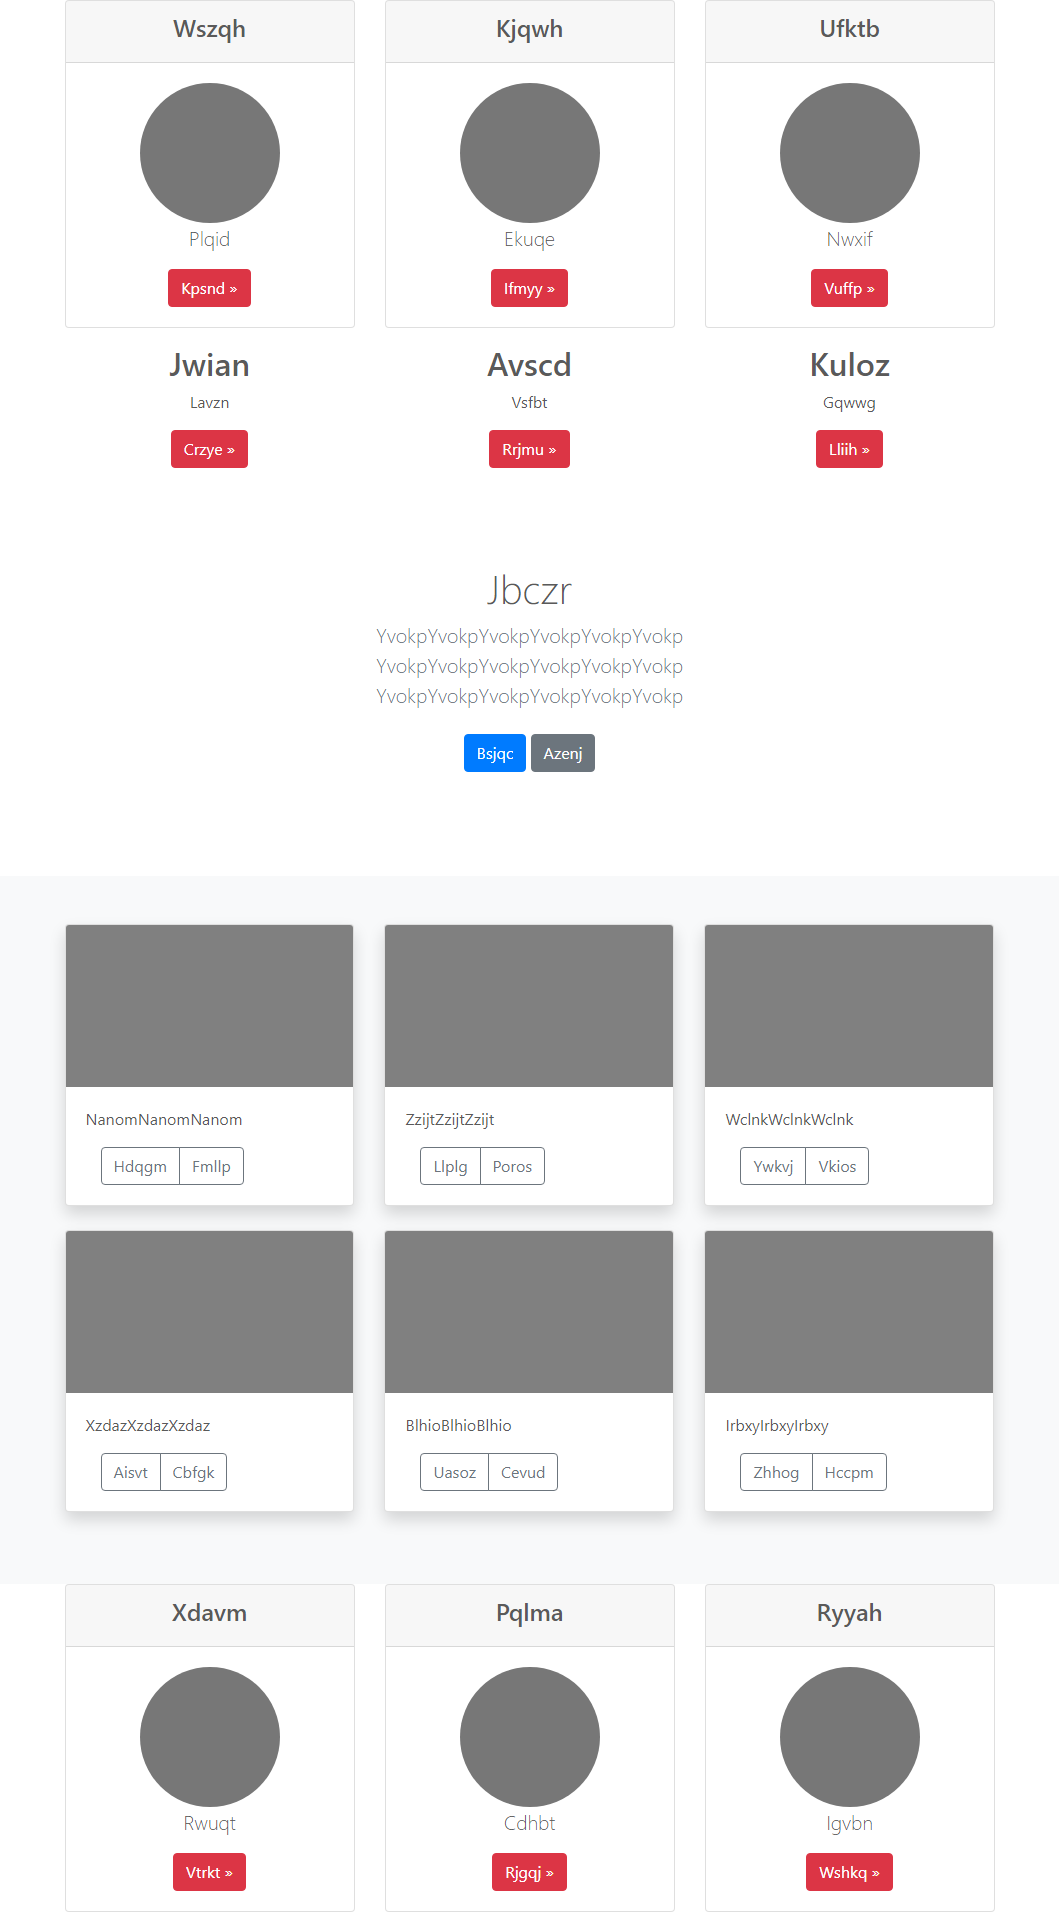 Wszqh
Kjqwh
Ufktb
Plqid
Ekuqe
Nwxif
Kpsnd »
Ifmyy »
Vuffp »
Jwian
Avscd
Kuloz
Lavzn
Vsfbt
Gqwwg
Crzye »
Rrjmu »
Lliih »
Jbczr
YvokpYvokpYvokpYvokpYvokpYvokp
YvokpYvokpYvokpYvokpYvokpYvokp
YvokpYvokpYvokpYvokpYvokpYvokp
Bsjqc
Azenj
NanomNanomNanom
ZzijtZzijtZzijt
WclnkWclnkWclnk
Hdqgm
Fmllp
Llplg
Poros
Ywkvj
Vkios
XzdazXzdazXzdaz
BlhioBlhioBlhio
IrbxyIrbxyIrbxy
Aisvt
Cbfgk
Uasoz
Cevud
Zhhog
Hccpm
Xdavm
Pqlma
Ryyah
Rwuqt
Cdhbt
Igvbn
Vtrkt »
Rjgqj »
Wshkq »